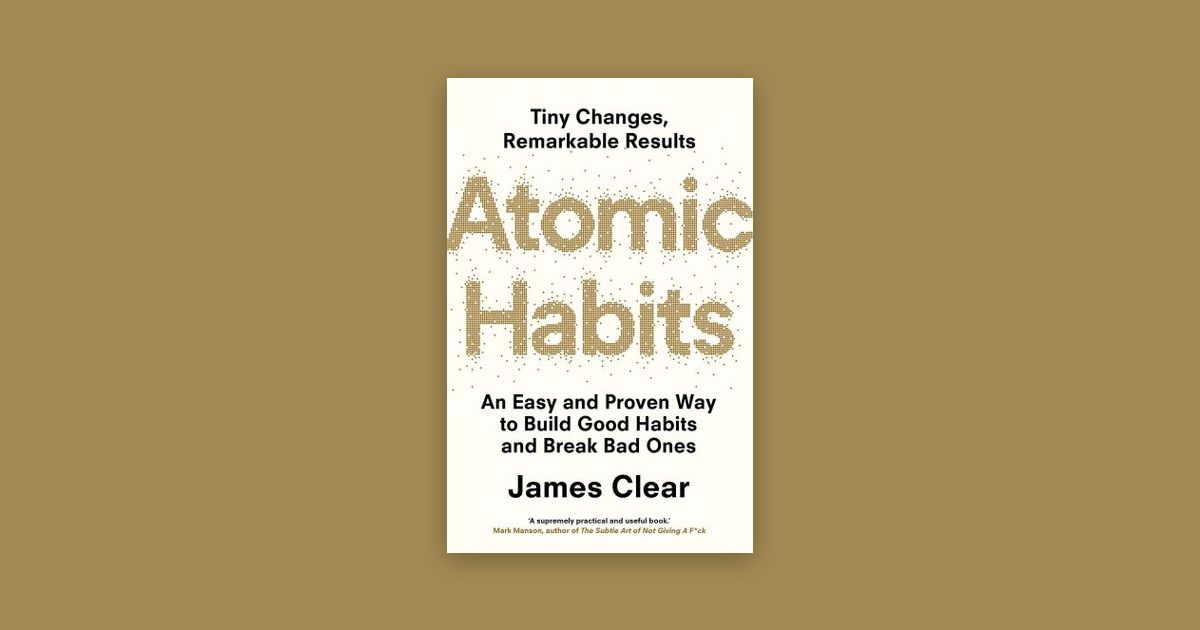 Tiny Changes,
Remarkable Results
Atomic
Habits
An Easy and Proven Way
to Build Good Habits
and Break Bad Ones
James Clear
‘A supremely practical and useful book.’
Mark Manson, author of The Subtle Art of Not Giving A F*ck